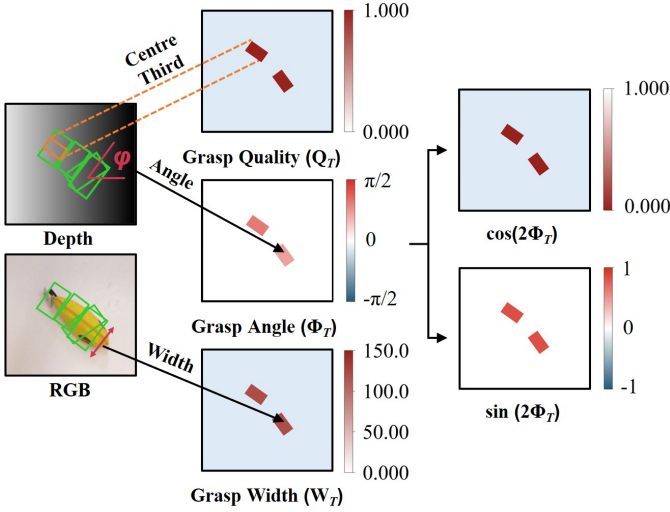 Centre
Third
1.000
0.000
Grasp Quality (Q_T)
φ
Depth
Angle
π/2
0
-π/2
Grasp Angle (Φ_T)
RGB
Width
150.0
100.0
50.00
0.000
Grasp Width (W_T)
1.000
0.000
cos(2Φ_T)
1
0
-1
sin (2Φ_T)